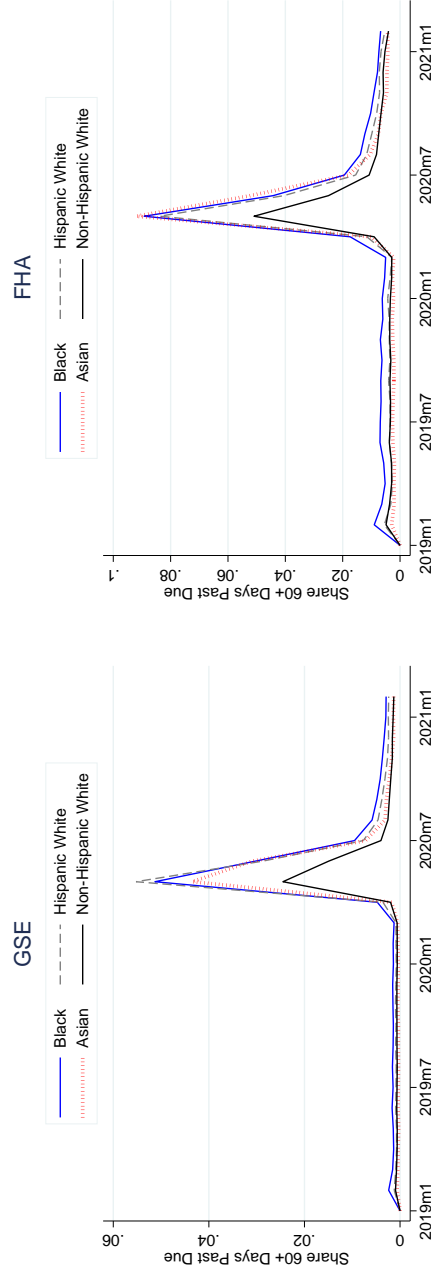 GSE
Black
Hispanic White
Asian
Non-Hispanic White
Share 60+ Days Past Due
.06
.04
.02
0
2019m1
2019m7
2020m1
2020m7
2021m1
FHA
Black
Hispanic White
Asian
Non-Hispanic White
Share 60+ Days Past Due
.1
.08
.06
.04
.02
0
2019m1
2019m7
2020m1
2020m7
2021m1